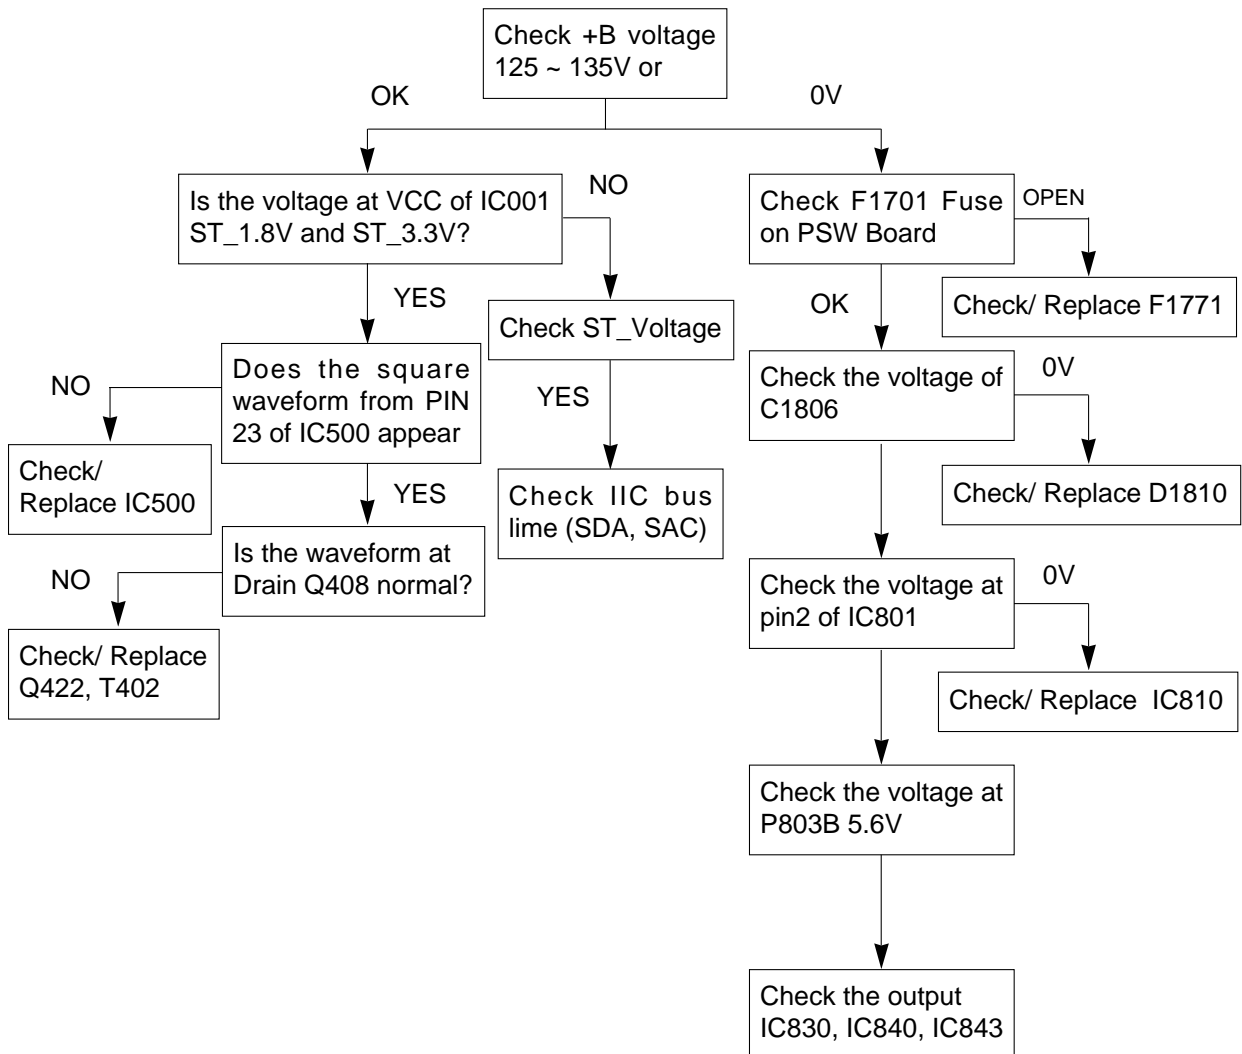 Check +B voltage
125 ~ 135V or
OK
0V
Is the voltage at VCC of IC001
ST_1.8V and ST_3.3V?
NO
Check F1701 Fuse
on PSW Board
OPEN
YES
Check ST_Voltage
OK
Check/ Replace F1771
NO
Does the square
waveform from PIN
23 of IC500 appear
YES
Check the voltage of
C1806
0V
Check/
Replace IC500
YES
Check IIC bus
lime (SDA, SAC)
Check/ Replace D1810
NO
Is the waveform at
Drain Q408 normal?
Check the voltage at
pin2 of IC801
0V
Check/ Replace
Q422, T402
Check/ Replace IC810
Check the voltage at
P803B 5.6V
Check the output
IC830, IC840, IC843